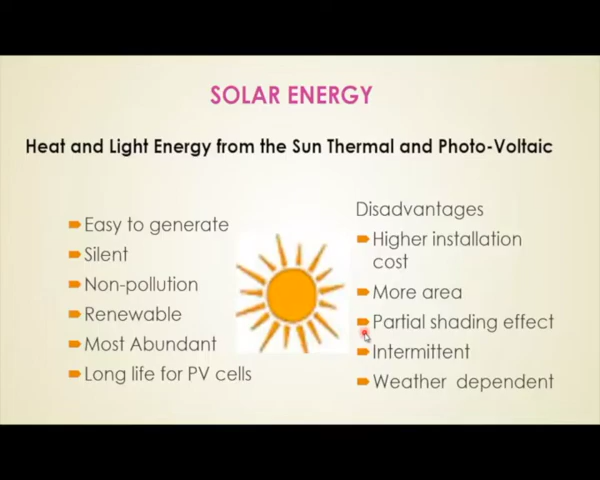 SOLAR ENERGY
Heat and Light Energy from the Sun Thermal and Photo-Voltaic
Easy to generate
Silent
Non-pollution
Renewable
Most Abundant
Long life for PV cells
Disadvantages
Higher installation
cost
More area
Partial shading effect
Intermittent
Weather dependent